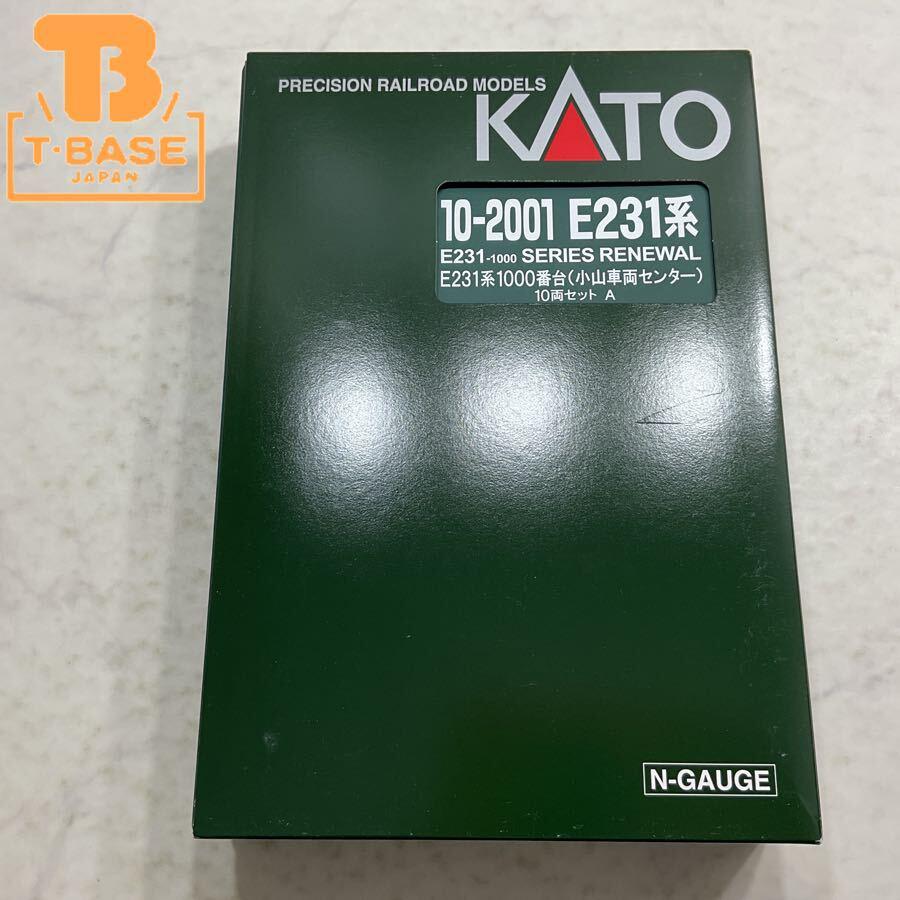 B
T·BASE
JAPAN
PRECISION RAILROAD MODELS
KATO
10-2001 E231系
E231-1000 SERIES RENEWAL
E231系1000番台(小山車両センター)
10両セット A
N-GAUGE